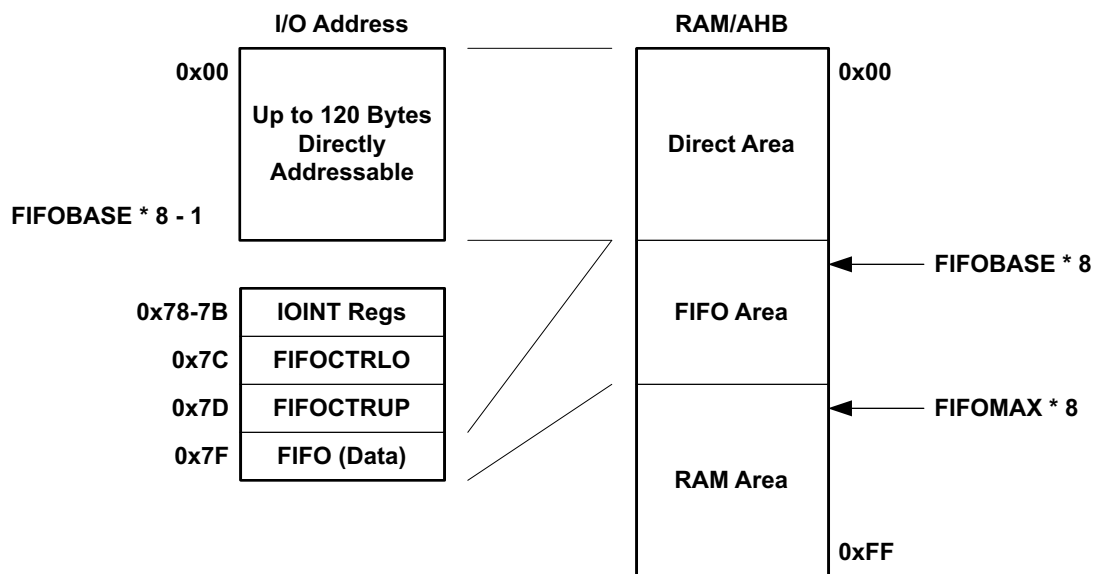 I/O Address
RAM/AHB
0x00
0x00
Up to 120 Bytes
Directly
Addressable
Direct Area
FIFOBASE * 8 - 1
FIFOBASE * 8
0x78-7B
IOINT Regs
FIFO Area
0x7C
FIFOCTRLO
0x7D
FIFOCTRUP
FIFOMAX * 8
0x7F
FIFO (Data)
RAM Area
0xFF